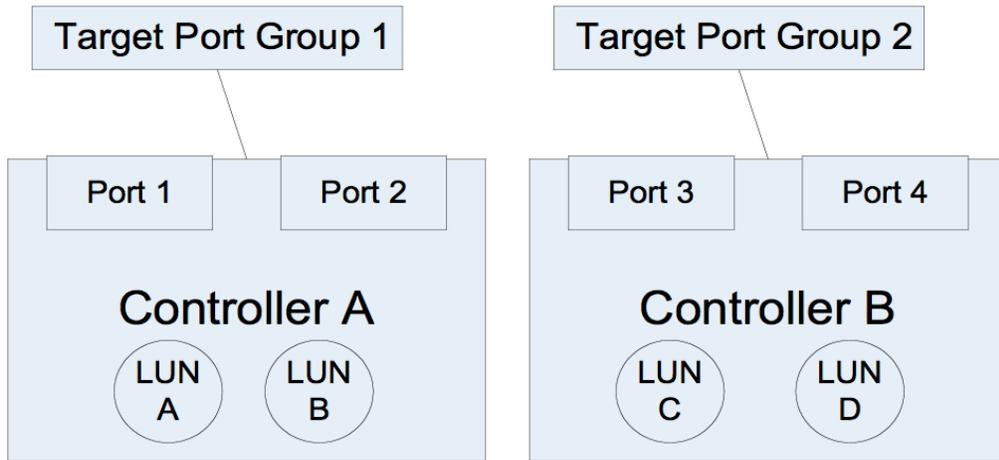 Target Port Group 1
Target Port Group 2
Port 1
Port 2
Port 3
Port 4
Controller A
Controller B
LUN
A
LUN
B
LUN
C
LUN
D